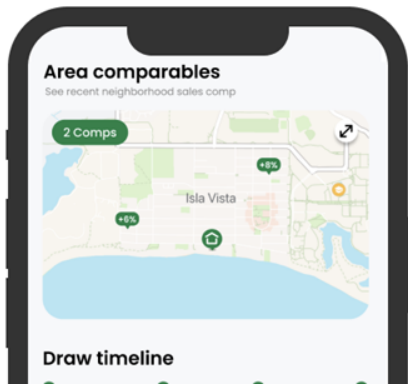 Area comparables
See recent neighborhood sales comp
2 Comps
+8%
Isla Vista
+6%
Draw timeline